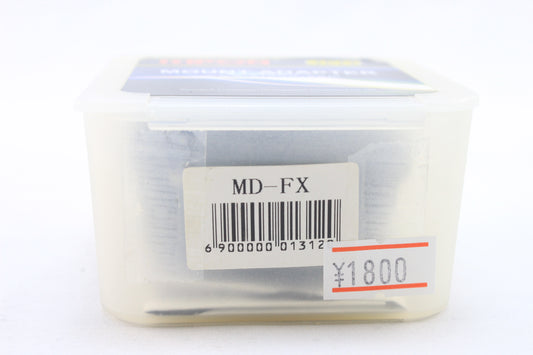 MOUNT ADAPTER
MD-FX
6 900000 01312
¥1800